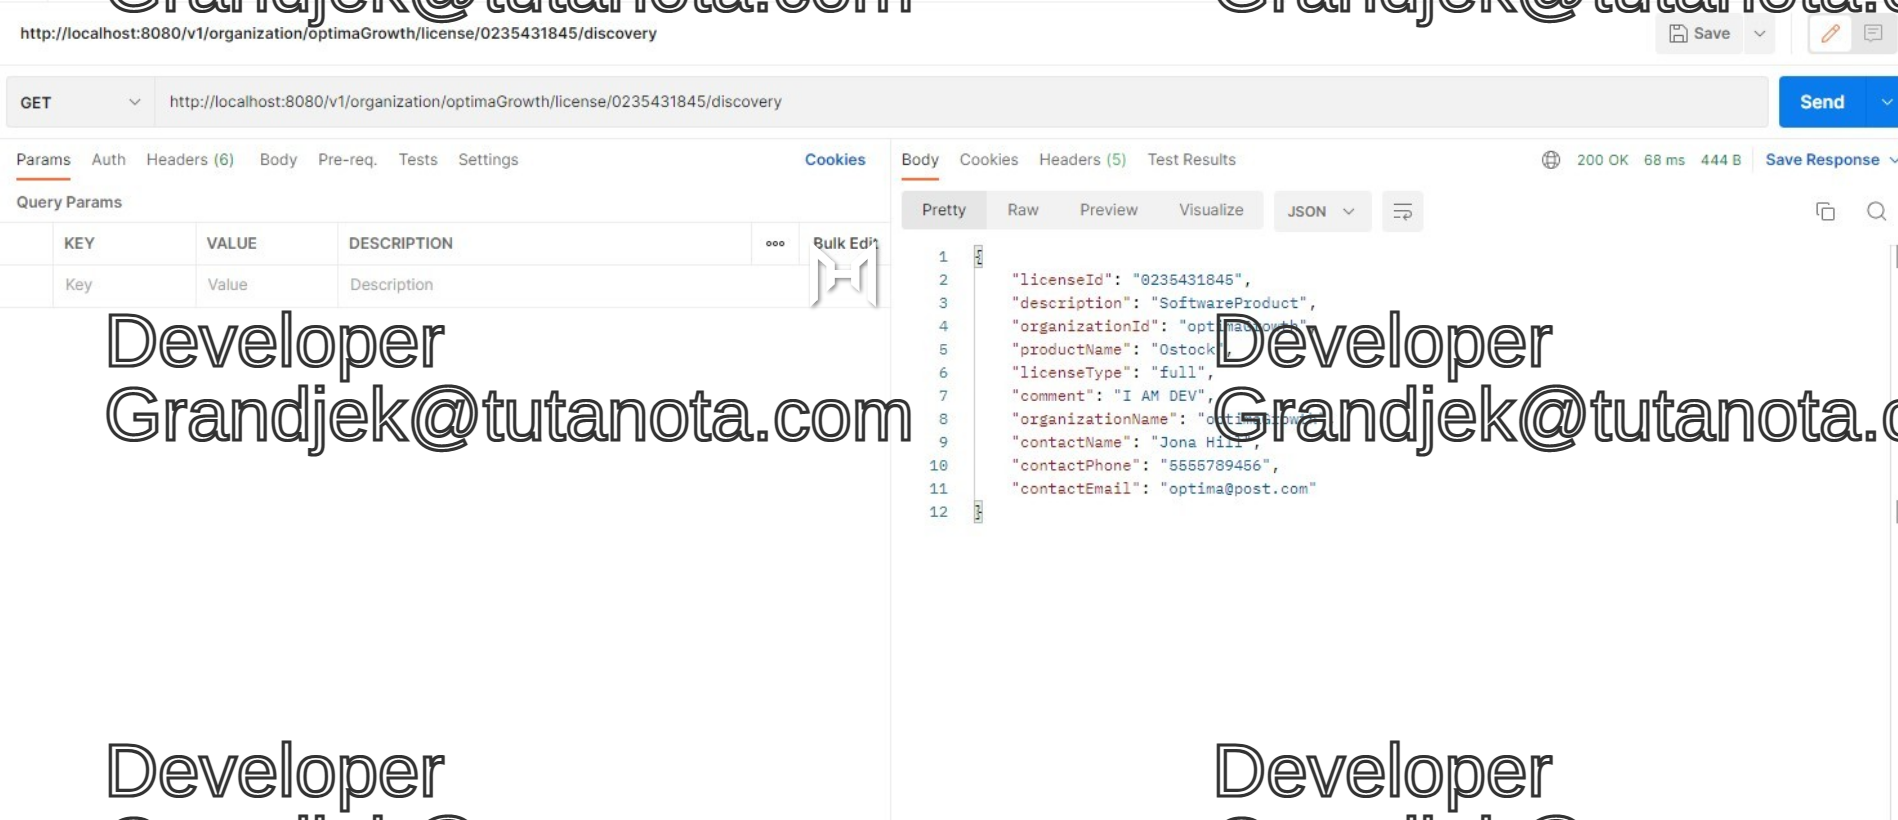 Grandjek@tutanota.com
Grandjek@tutanota.c
http://localhost:8080/v1/organization/optimaGrowth/license/0235431845/discovery
Save
GET
http://localhost:8080/v1/organization/optimaGrowth/license/0235431845/discovery
Send
Params Auth Headers (6) Body Pre-req. Tests Settings Cookies
Query Params
KEY VALUE DESCRIPTION ooo Bulk Edit
Key Value Description
Body Cookies Headers (5) Test Results 200 OK 68 ms 444 B Save Response
Pretty Raw Preview Visualize JSON
1 {
2 "licenseId": "0235431845",
3 "description": "SoftwareProduct",
4 "organizationId": "optimaGrowth",
5 "productName": "Ostock",
6 "licenseType": "full",
7 "comment": "I AM DEV",
8 "organizationName": "optimaGrowth",
9 "contactName": "Jona Hill",
10 "contactPhone": "5555789456",
11 "contactEmail": "optima@post.com"
12 }
Developer
Grandjek@tutanota.com
Developer
Grandjek@tutanota.c
Developer
Developer